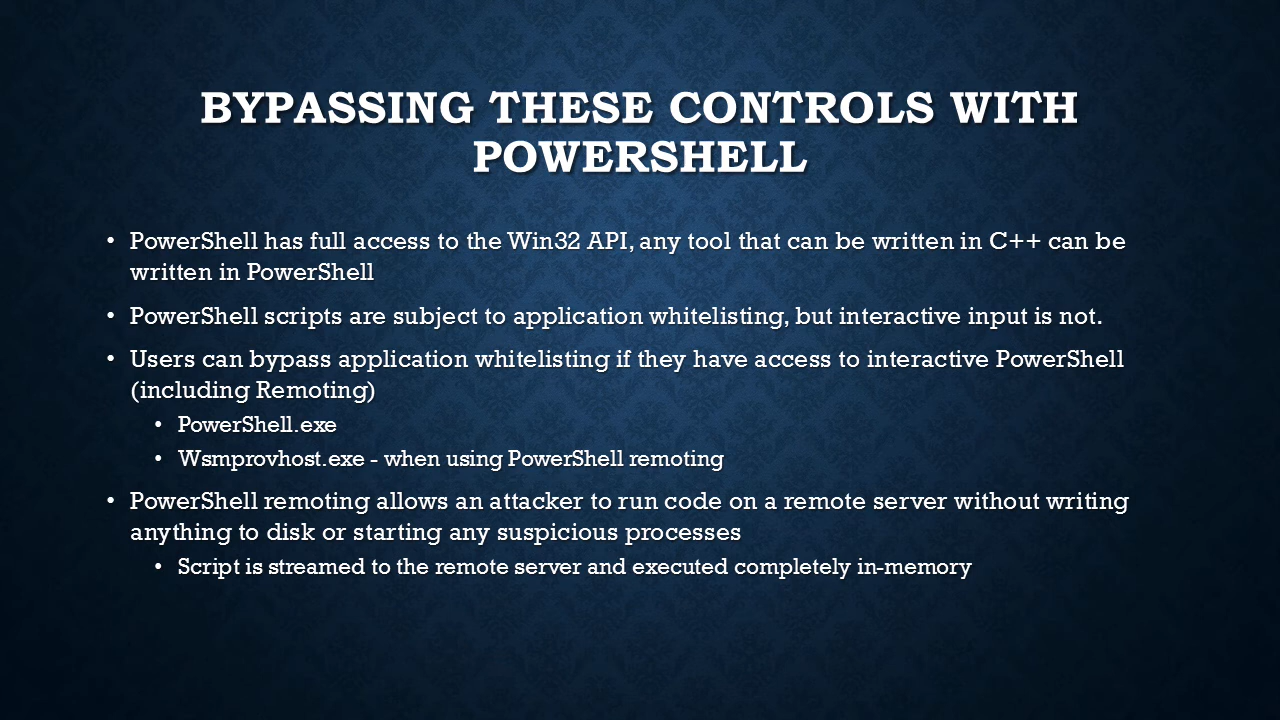 BYPASSING THESE CONTROLS WITH
POWERSHELL
• PowerShell has full access to the Win32 API, any tool that can be written in C++ can be
written in PowerShell
• PowerShell scripts are subject to application whitelisting, but interactive input is not.
• Users can bypass application whitelisting if they have access to interactive PowerShell
(including Remoting)
• PowerShell.exe
• Wsmprovhost.exe - when using PowerShell remoting
• PowerShell remoting allows an attacker to run code on a remote server without writing
anything to disk or starting any suspicious processes
• Script is streamed to the remote server and executed completely in-memory